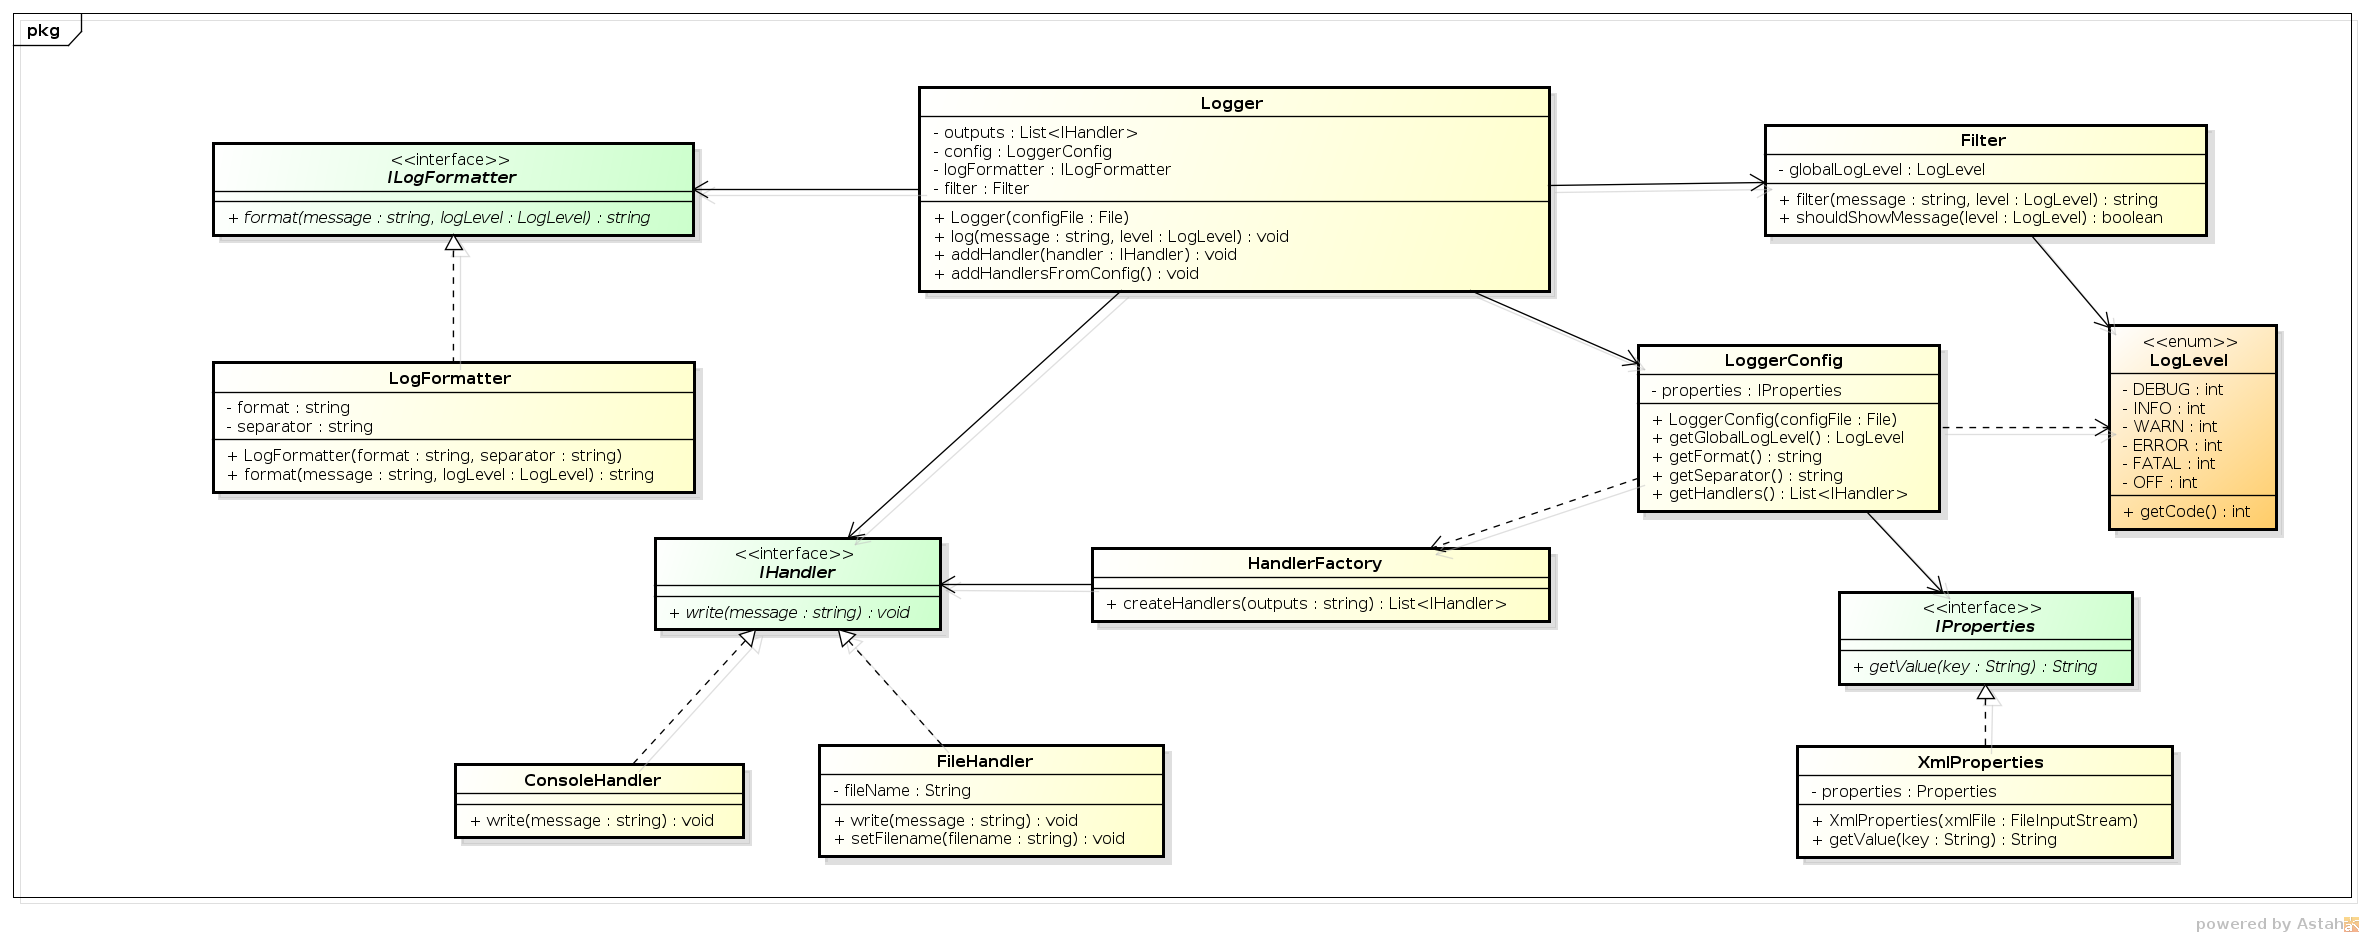 pkg
Logger
- outputs : List<IHandler>
- config : LoggerConfig
- logFormatter : ILogFormatter
- filter : Filter
+ Logger(configFile : File)
+ log(message : string, level : LogLevel) : void
+ addHandler(handler : IHandler) : void
+ addHandlersFromConfig() : void
Filter
- globalLogLevel : LogLevel
+ filter(message : string, level : LogLevel) : string
+ shouldShowMessage(level : LogLevel) : boolean
<<interface>>
ILogFormatter
+ format(message : string, logLevel : LogLevel) : string
LogFormatter
- format : string
- separator : string
+ LogFormatter(format : string, separator : string)
+ format(message : string, logLevel : LogLevel) : string
LoggerConfig
- properties : IProperties
+ LoggerConfig(configFile : File)
+ getGlobalLogLevel() : LogLevel
+ getFormat() : string
+ getSeparator() : string
+ getHandlers() : List<IHandler>
<<enum>>
LogLevel
- DEBUG : int
- INFO : int
- WARN : int
- ERROR : int
- FATAL : int
- OFF : int
+ getCode() : int
<<interface>>
IHandler
+ write(message : string) : void
HandlerFactory
+ createHandlers(outputs : string) : List<IHandler>
<<interface>>
IProperties
+ getValue(key : String) : String
ConsoleHandler
+ write(message : string) : void
FileHandler
- fileName : String
+ write(message : string) : void
+ setFilename(filename : string) : void
XmlProperties
- properties : Properties
+ XmlProperties(xmlFile : FileInputStream)
+ getValue(key : String) : String
powered by Astah